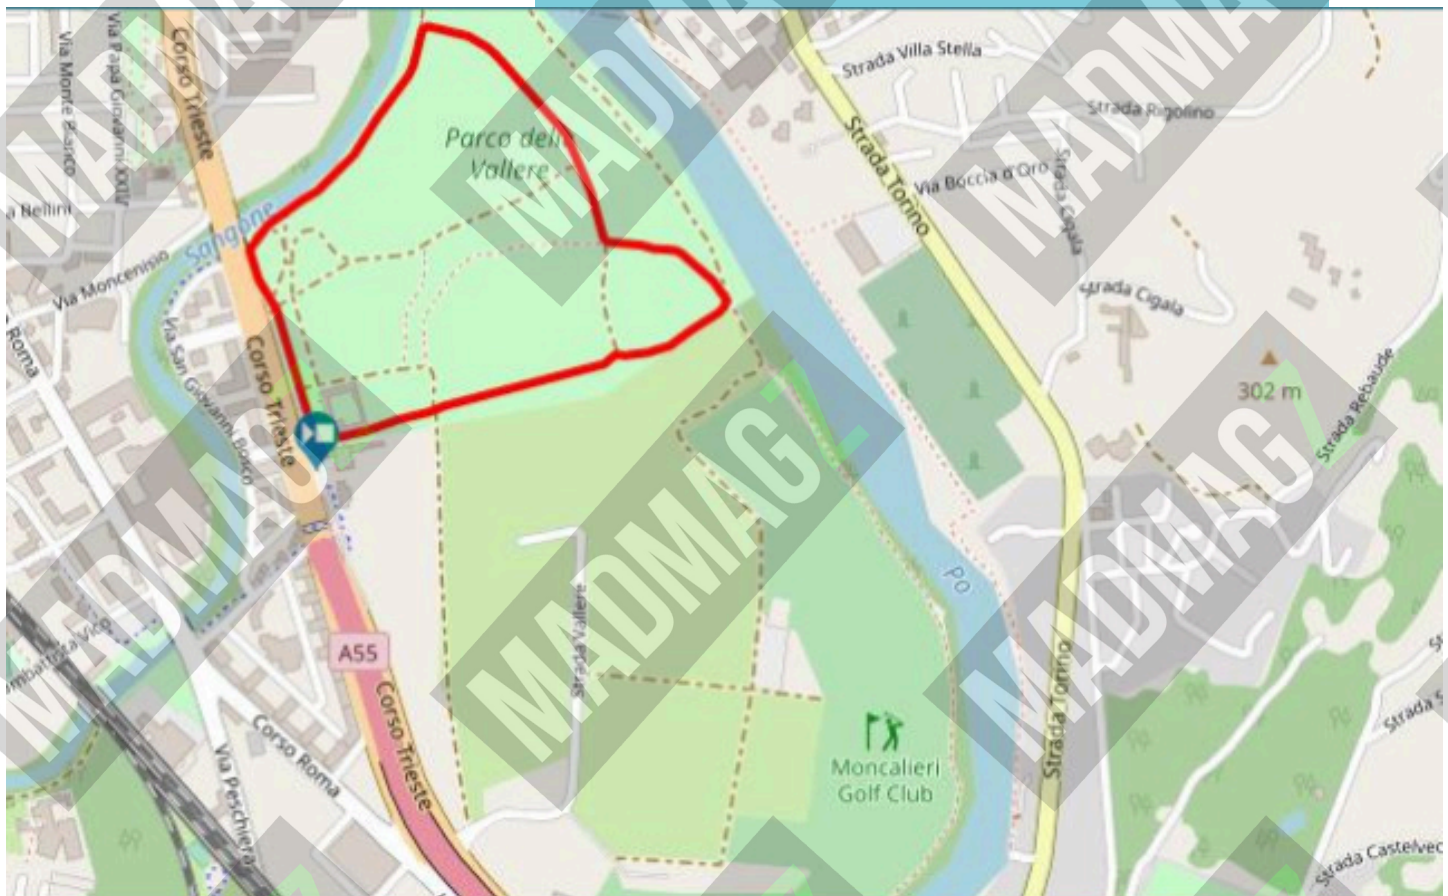 Via Monte Bianco
Via Papa Giovanni XXIII
Corso Trieste
Strada Villa Stella
Strada Rigolino
Strada Torino
Parco delle
Vallere
Via Boccia d'Oro
Strada Cigala
a Bellini
Sangone
Via Moncenisio
Strada Cigala
Roma
Via San Giovanni Bosco
Corso Trieste
302 m
Strada Rebaude
MADMAG
MADMAG
MADMAG
MADMAG
MADMAG
MADMAG
Po
Strada Vallere
A55
Corso Trieste
Strada Torino
Corso Roma
Via Peschiera
Moncalieri
Golf Club
Strada S
Strada Castelvec